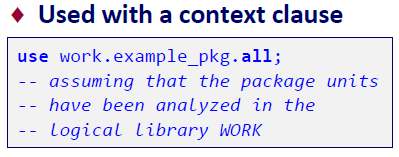 ♦ Used with a context clause
use work.example_pkg.all;
-- assuming that the package units
-- have been analyzed in the
-- logical library WORK